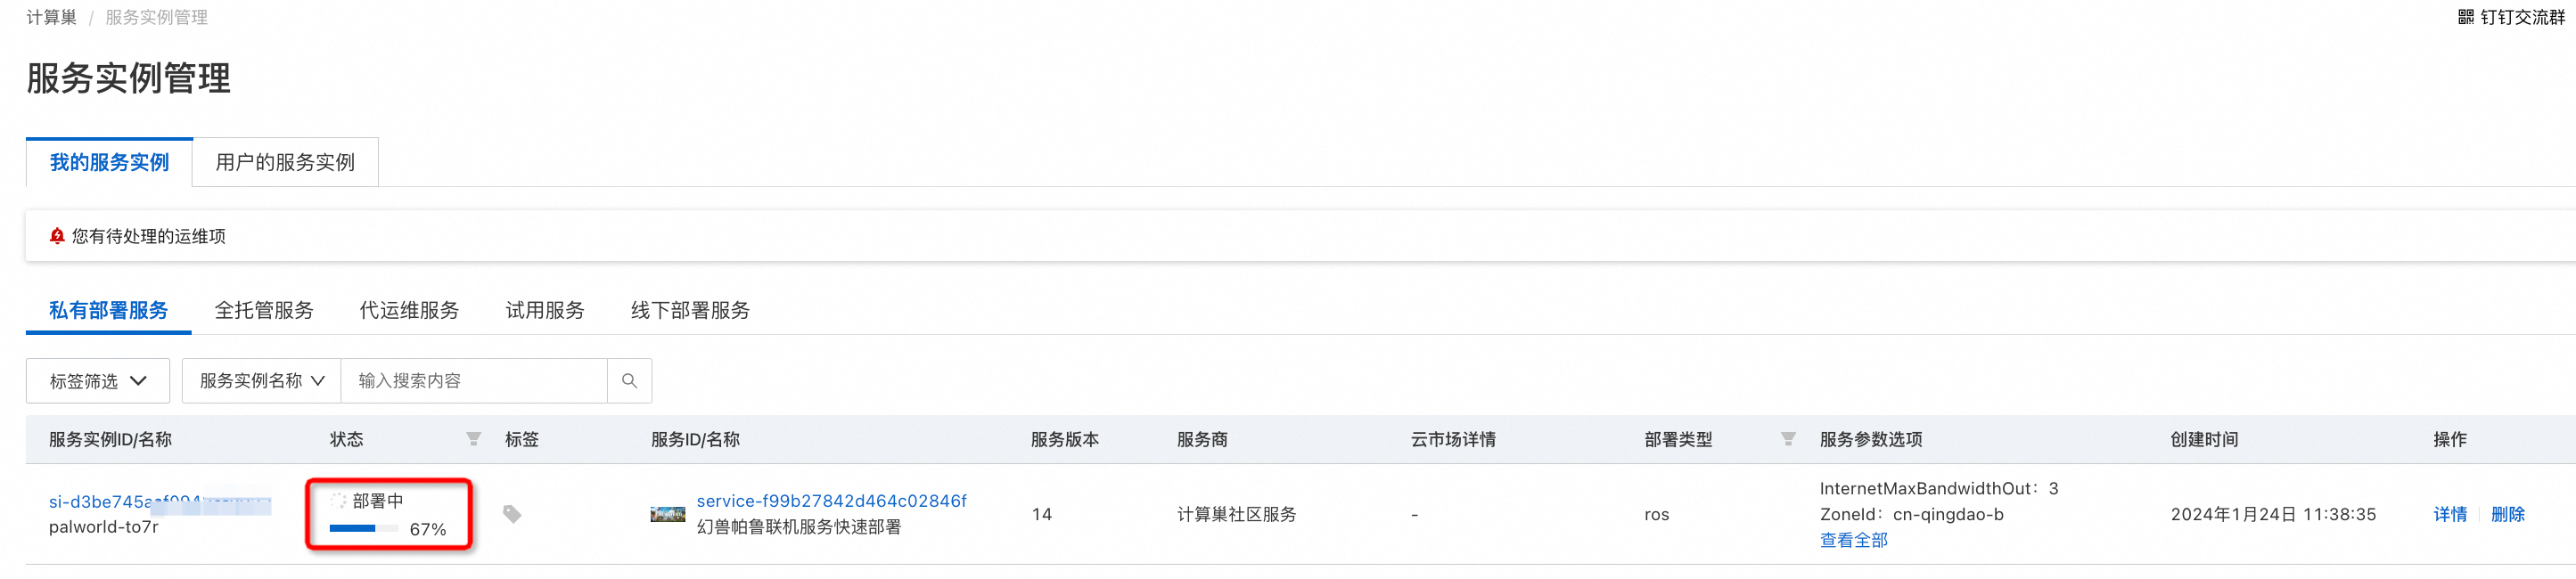 计算巢 / 服务实例管理
钉钉交流群
服务实例管理
我的服务实例 用户的服务实例
您有待处理的运维项
私有部署服务 全托管服务 代运维服务 试用服务 线下部署服务
标签筛选 服务实例名称 输入搜索内容
服务实例ID/名称 状态 标签 服务ID/名称 服务版本 服务商 云市场详情 部署类型 服务参数选项 创建时间 操作
si-d3be745aaf094
palworld-to7r
部署中
67%
service-f99b27842d464c02846f
幻兽帕鲁联机服务快速部署
14
计算巢社区服务
-
ros
InternetMaxBandwidthOut：3
ZoneId：cn-qingdao-b
查看全部
2024年1月24日 11:38:35
详情 删除